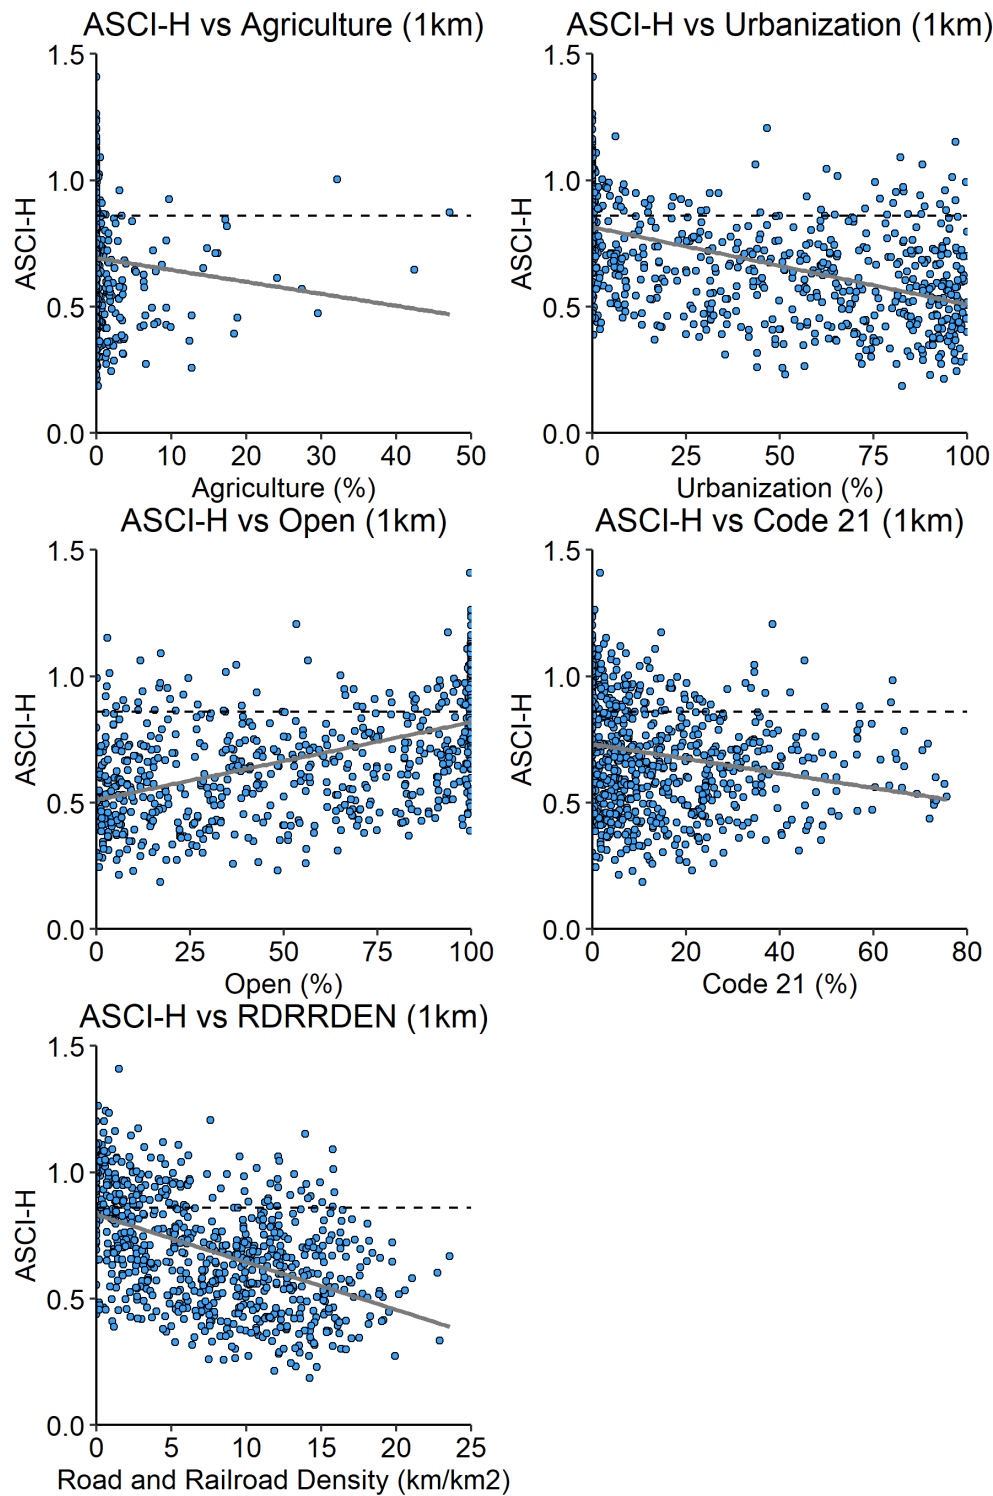 ASCI-H vs Agriculture (1km)
ASCI-H
1.5
1.0
0.5
0.0
0 10 20 30 40 50
Agriculture (%)
ASCI-H vs Urbanization (1km)
ASCI-H
1.5
1.0
0.5
0.0
0 25 50 75 100
Urbanization (%)
ASCI-H vs Open (1km)
ASCI-H
1.5
1.0
0.5
0.0
0 25 50 75 100
Open (%)
ASCI-H vs Code 21 (1km)
ASCI-H
1.5
1.0
0.5
0.0
0 20 40 60 80
Code 21 (%)
ASCI-H vs RDRRDEN (1km)
ASCI-H
1.5
1.0
0.5
0.0
0 5 10 15 20 25
Road and Railroad Density (km/km2)